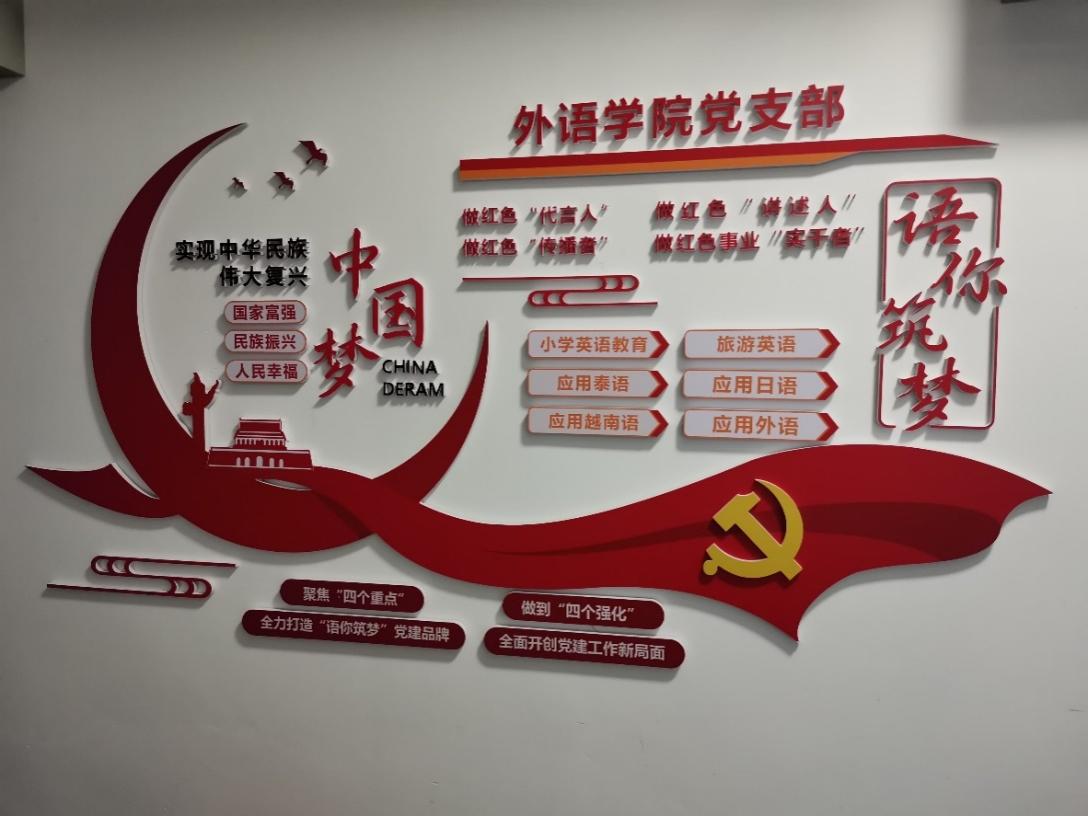 外语学院党支部
做红色“代言人”
做红色“讲述人”
做红色“传播者”
做红色事业“实干者”
语你筑梦
实现中华民族
伟大复兴
国家富强
民族振兴
人民幸福
中国梦
CHINA
DERAM
小学英语教育
旅游英语
应用泰语
应用日语
应用越南语
应用外语
聚焦“四个重点”
全力打造“语你筑梦”党建品牌
做到“四个强化”
全面开创党建工作新局面